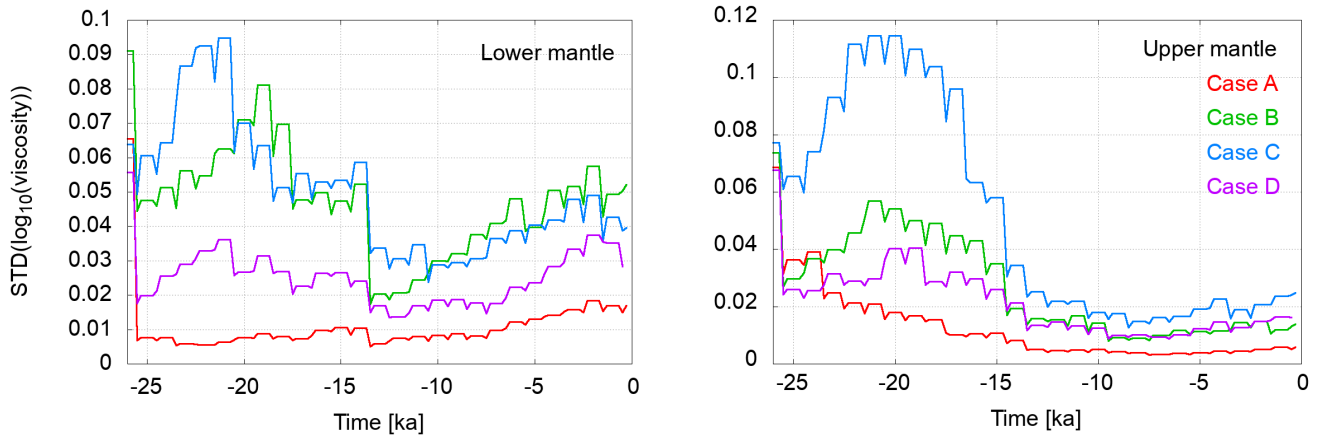 STD(log10(viscosity))
0.1
0.09
0.08
0.07
0.06
0.05
0.04
0.03
0.02
0.01
0
Lower mantle
-25 -20 -15 -10 -5 0
Time [ka]
0.12
0.1
0.08
0.06
0.04
0.02
0
Upper mantle
Case A
Case B
Case C
Case D
-25 -20 -15 -10 -5 0
Time [ka]